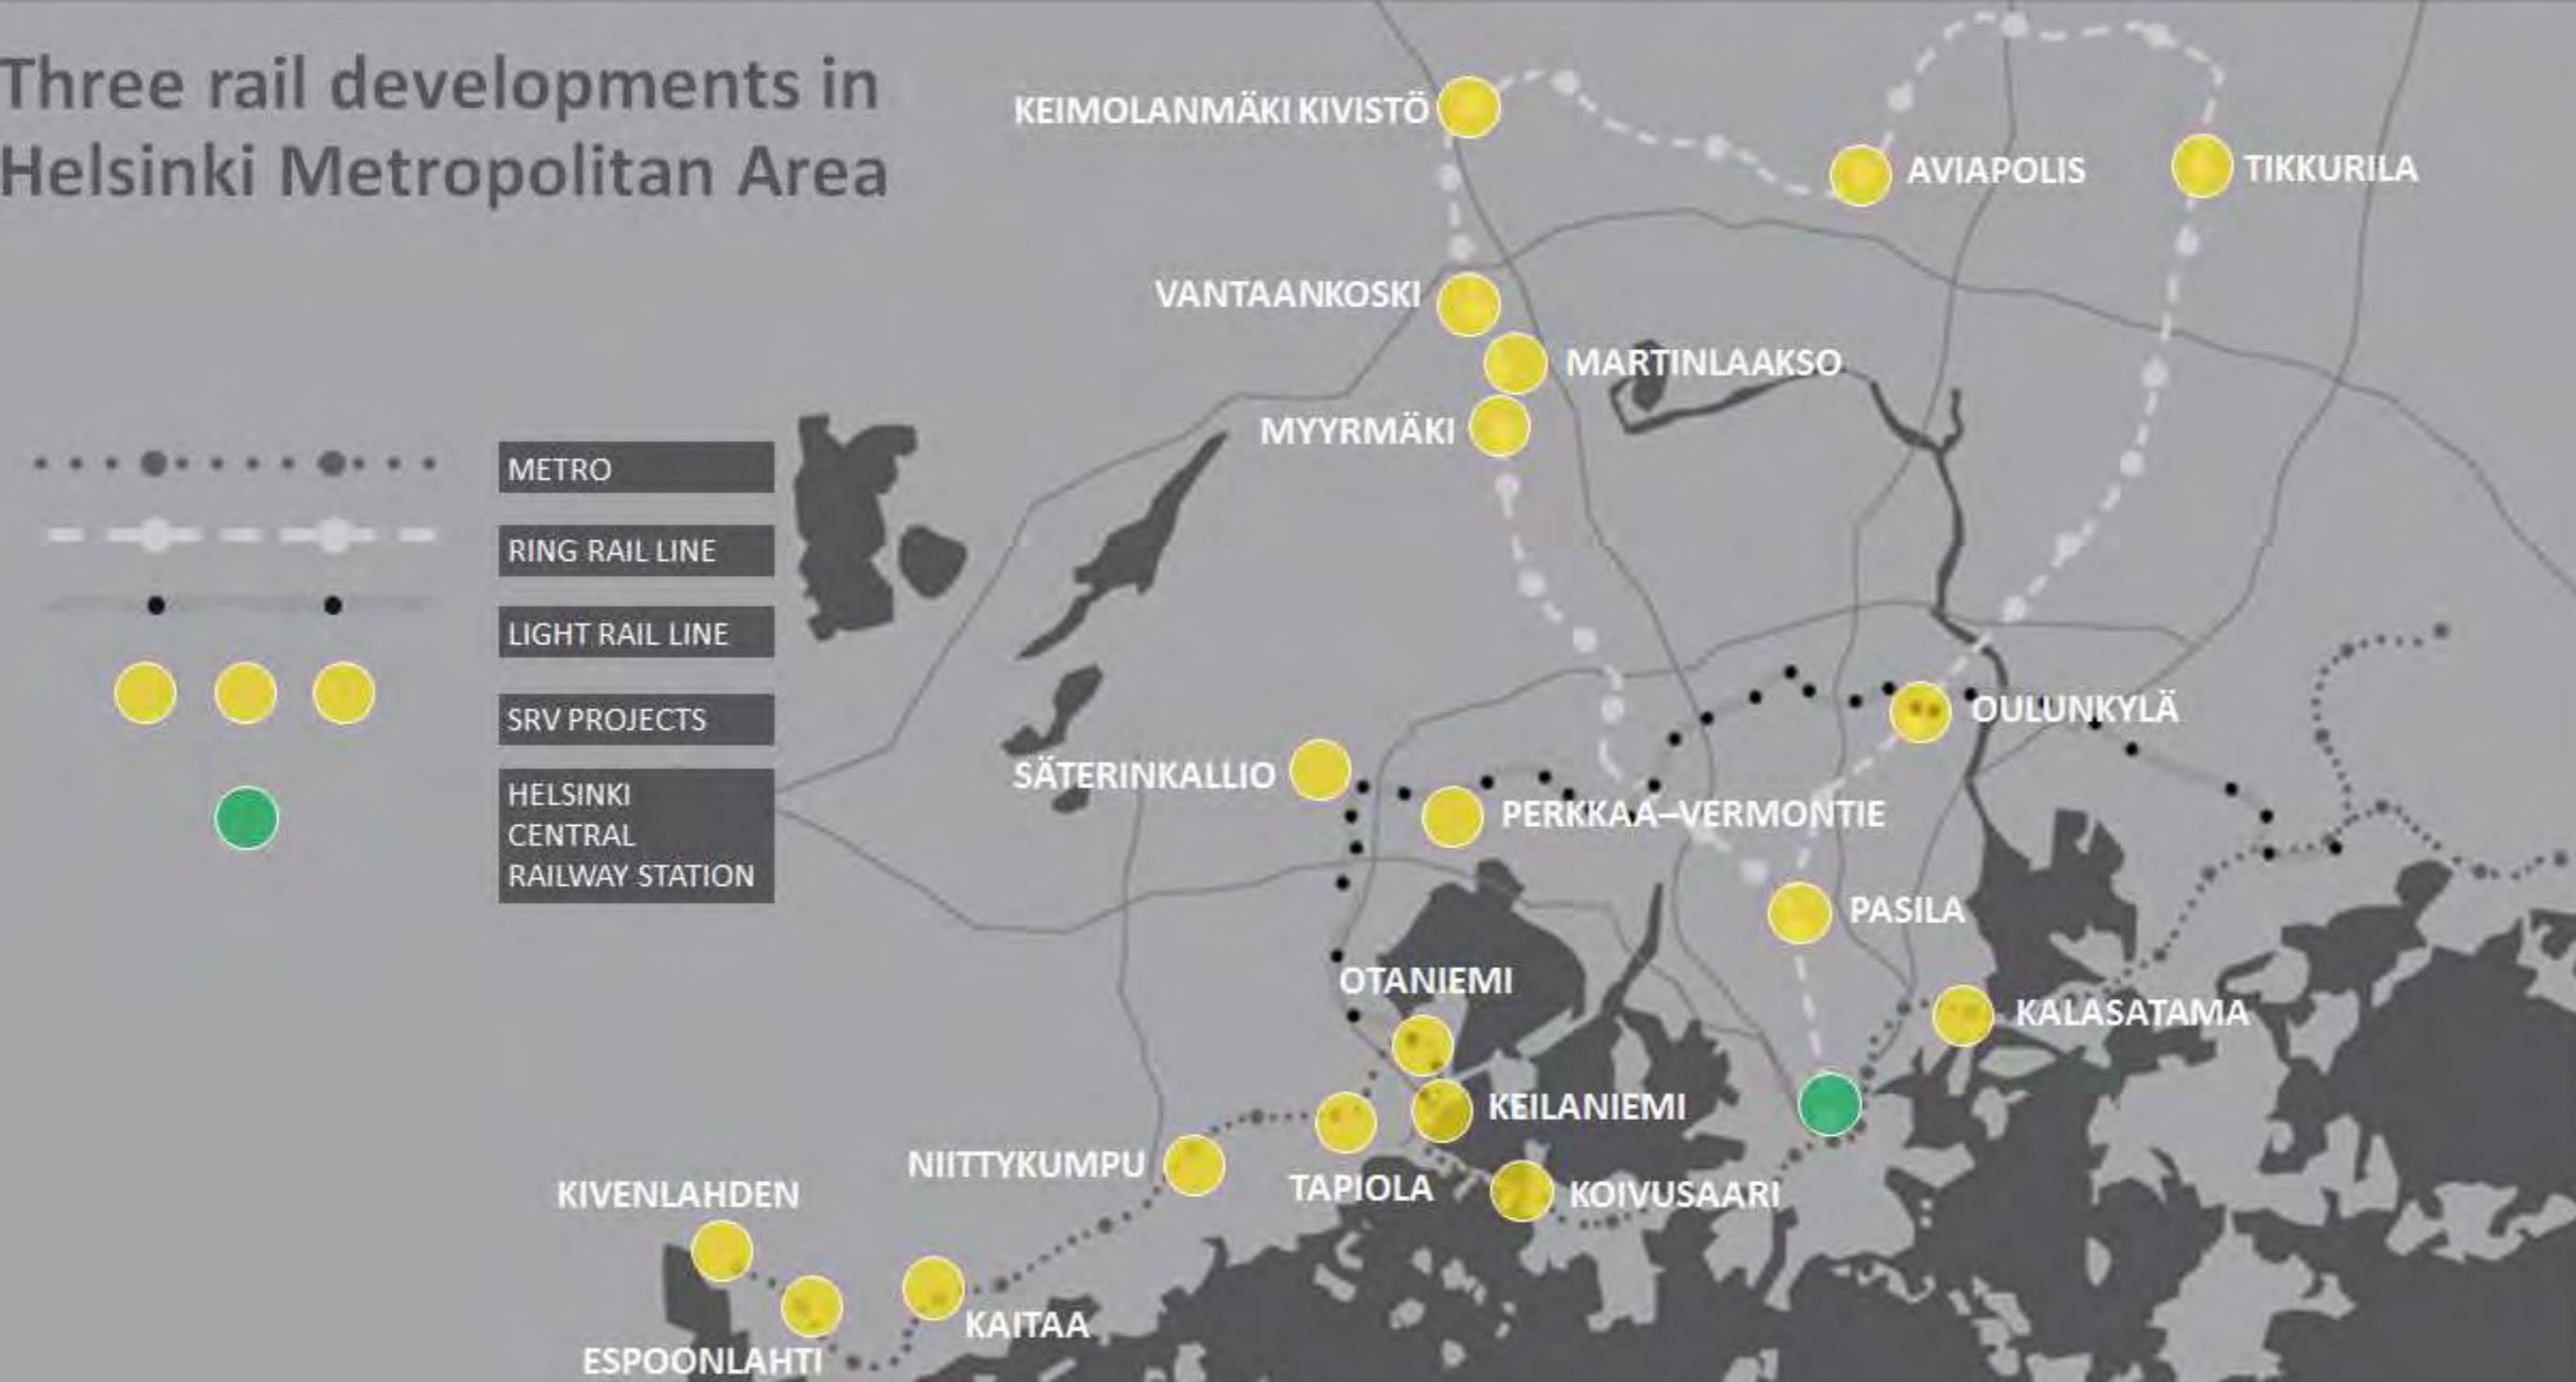 Three rail developments in
Helsinki Metropolitan Area
METRO
RING RAIL LINE
LIGHT RAIL LINE
SRV PROJECTS
HELSINKI
CENTRAL
RAILWAY STATION
KEIMOLANMÄKI KIVISTÖ
AVIAPOLIS
TIKKURILA
VANTAANKOSKI
MARTINLAAKSO
MYYRMÄKI
OULUNKYLÄ
SÄTERINKALLIO
PERKKAA–VERMONTIE
PASILA
OTANIEMI
KALASATAMA
KEILANIEMI
NIITTYKUMPU
TAPIOLA
KOIVUSAARI
KIVENLAHDEN
KAITAA
ESPOONLAHTI